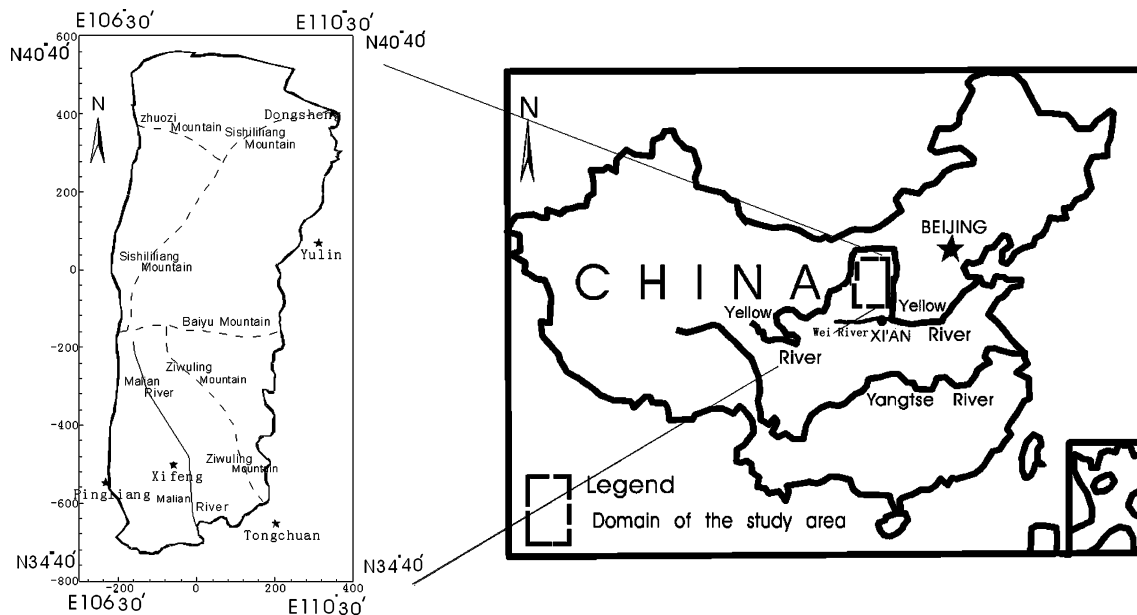 E106°30′
E110°30′
N40°40′
600
N40°40′
N
400
zhuozi
Mountain
Sishililiang
Mountain
Dongsheng
200
Yulin
Sishililiang
Mountain
0
Baiyu Mountain
-200
Ziwuling
Mountain
Malian
River
-400
Ziwuling
Mountain
Xifeng
Pingliang
Malian
River
-600
Tongchuan
N34°40′
N34°40′
-800
-200
0
200
400
E106°30′
E110°30′
N
BEIJING
CHINA
Yellow
Yellow
Wei River
XI'AN
River
River
Yangtse River
Legend
Domain of the study area